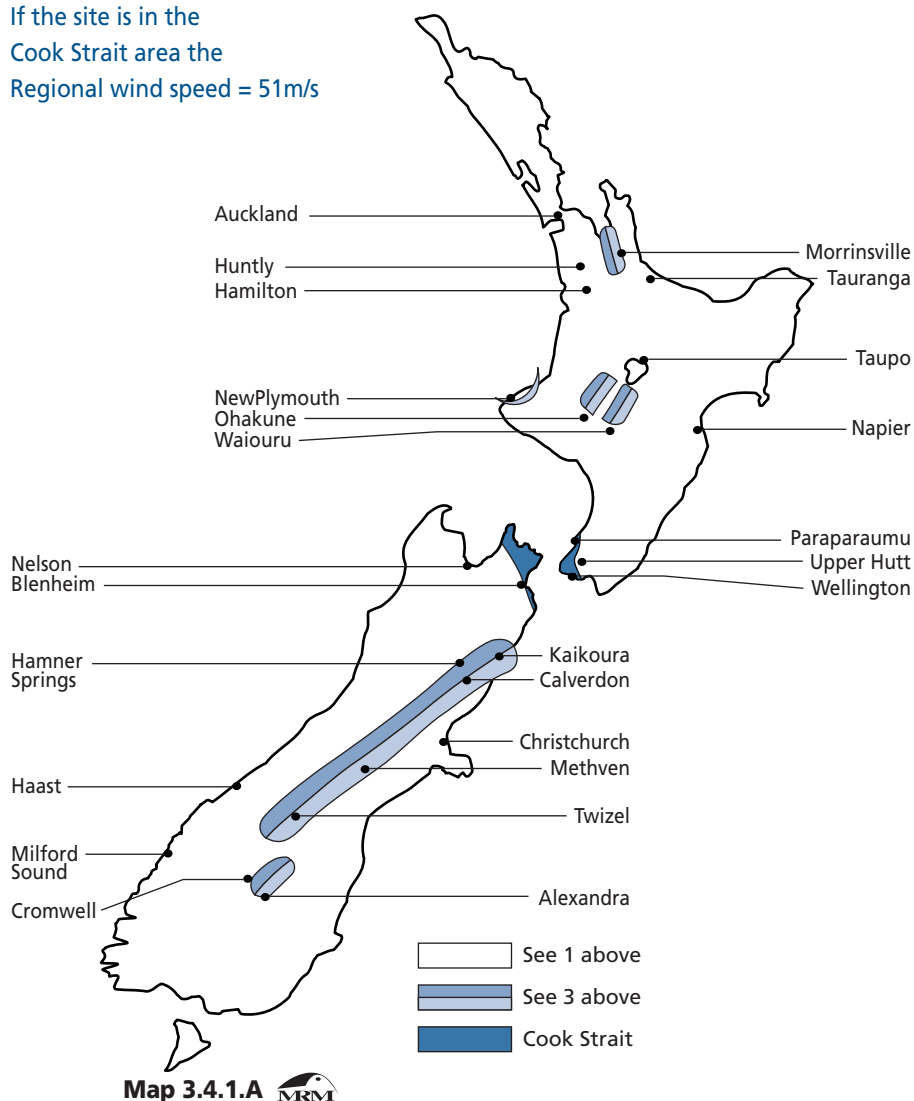 If the site is in the
Cook Strait area the
Regional wind speed = 51m/s
Auckland
Huntly
Hamilton
Morrinsville
Tauranga
Taupo
NewPlymouth
Ohakune
Waiouru
Napier
Paraparaumu
Upper Hutt
Wellington
Nelson
Blenheim
Hamner
Springs
Kaikoura
Calverdon
Christchurch
Methven
Haast
Twizel
Milford
Sound
Cromwell
Alexandra
See 1 above
See 3 above
Cook Strait
Map 3.4.1.A MRM